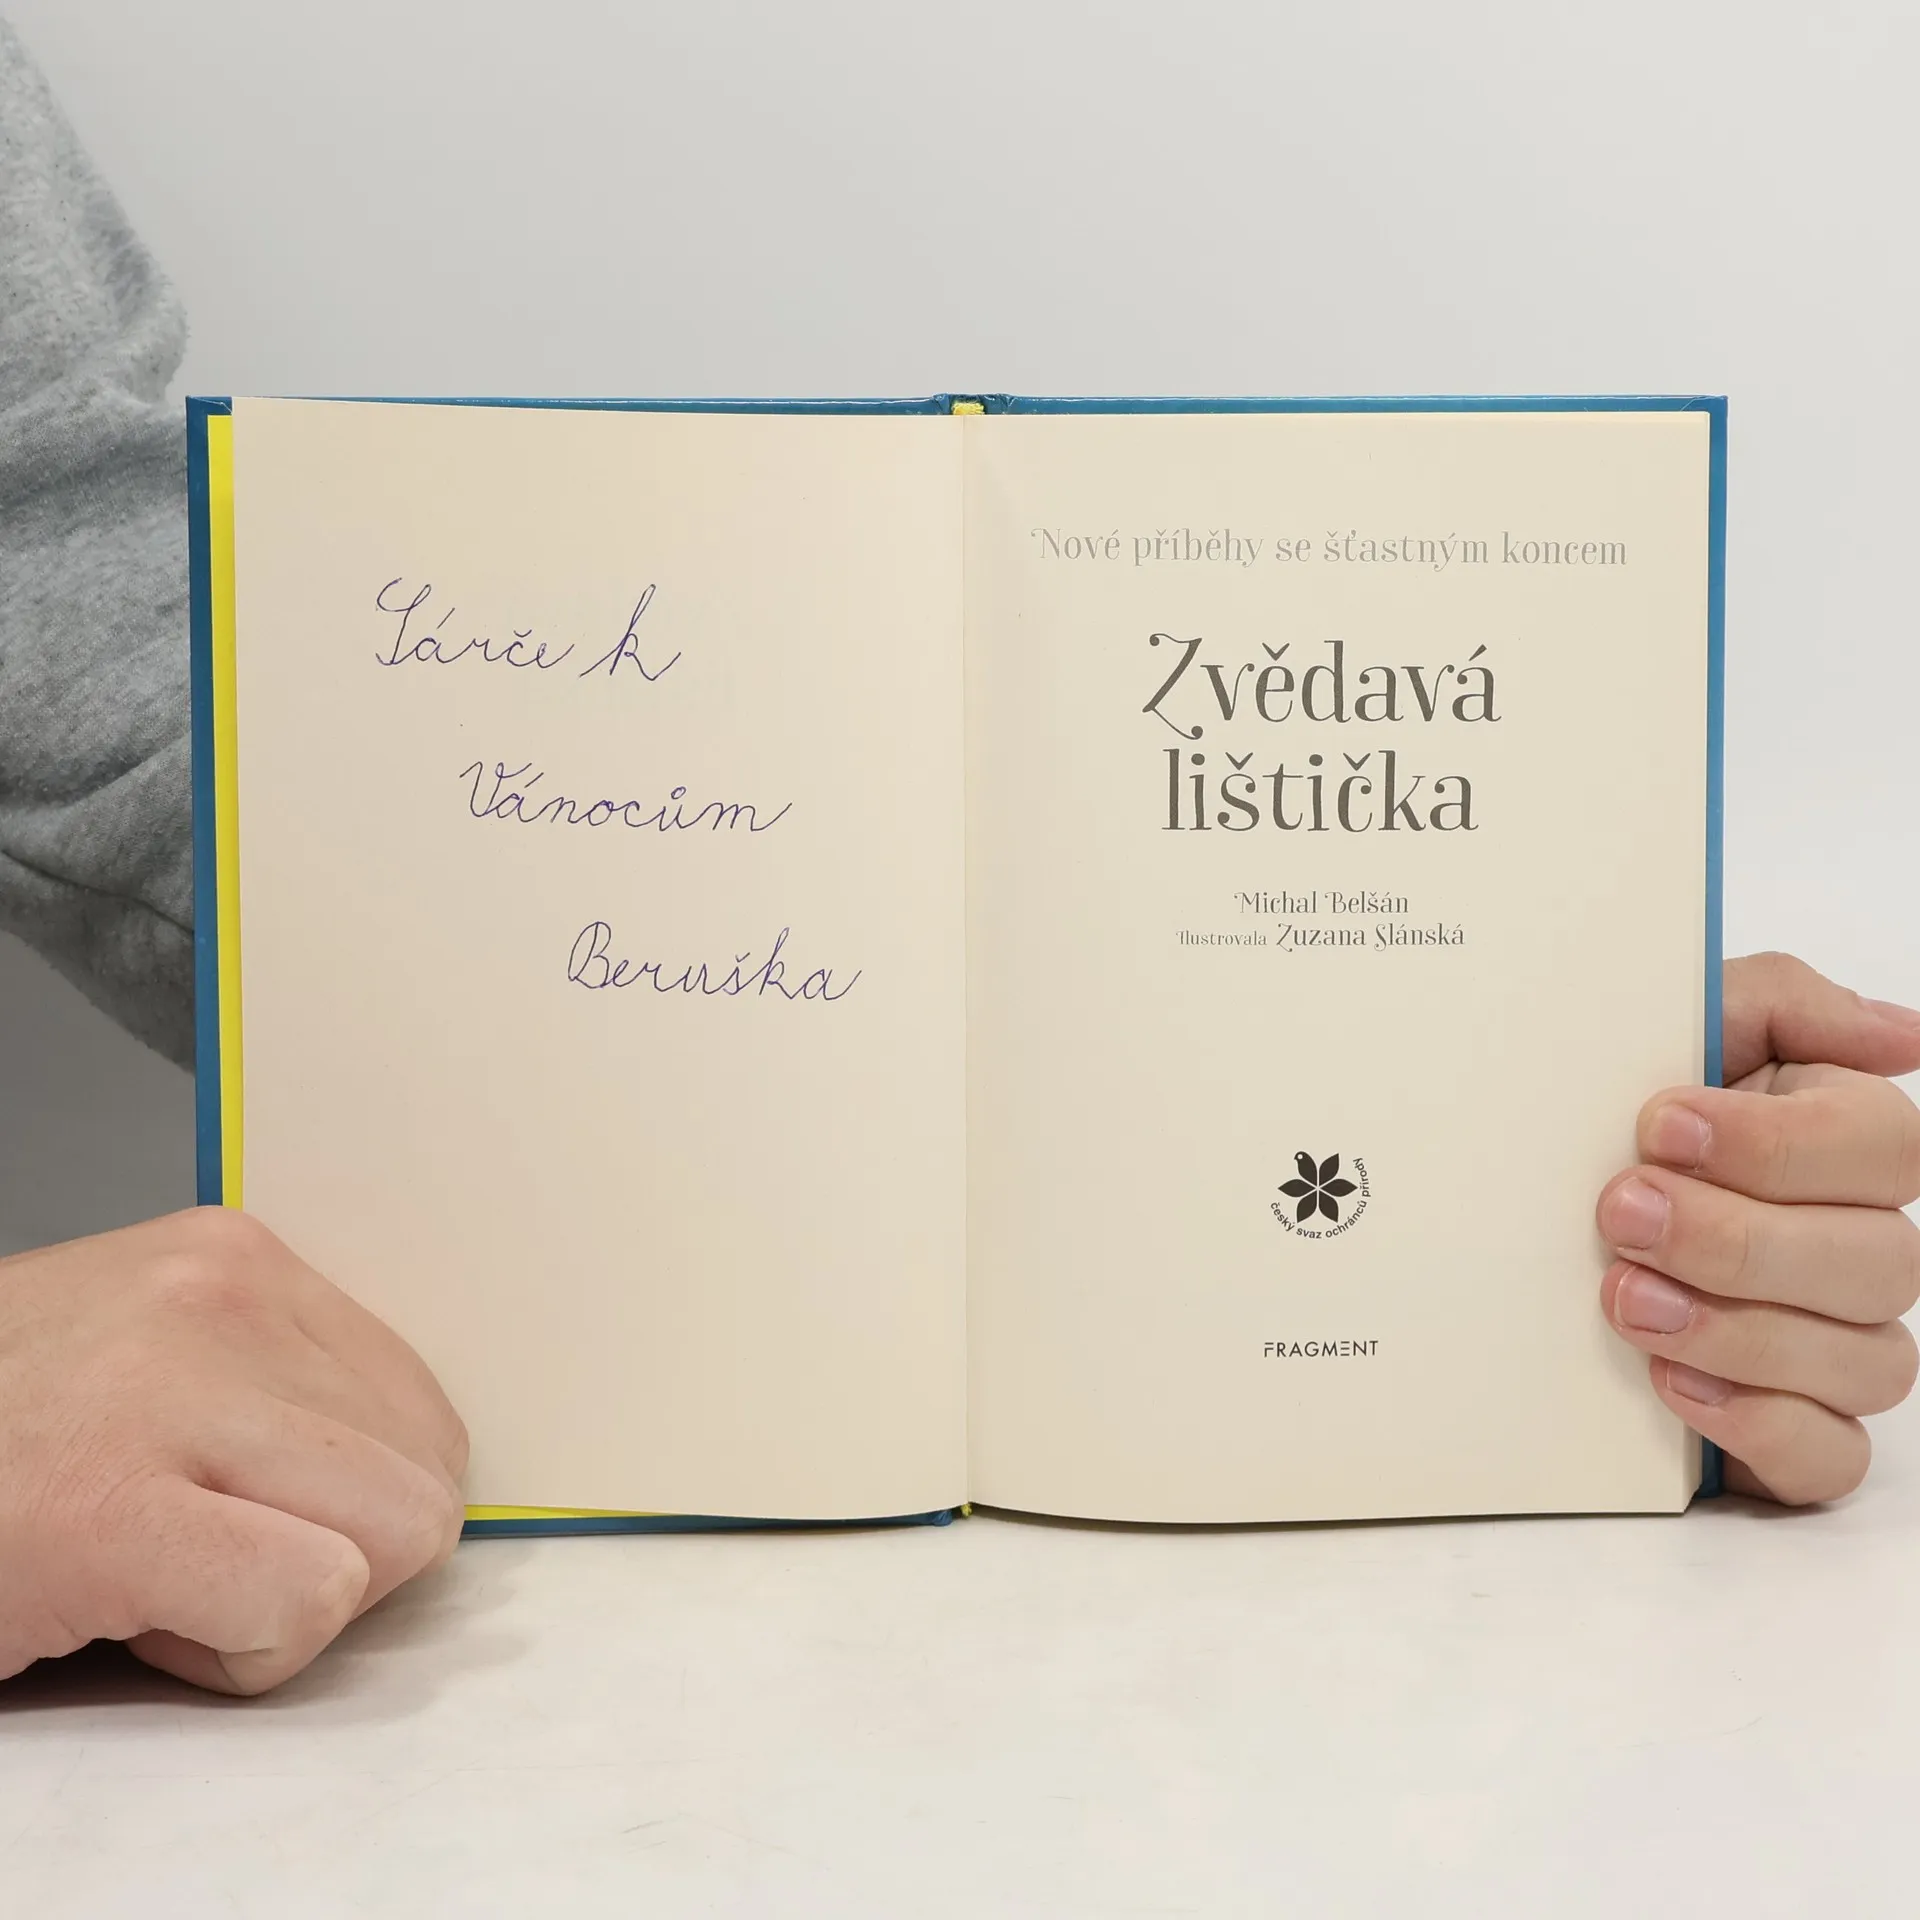 Sárče k
Vánocům
Beruška
Nové příběhy se šťastným koncem
Zvědavá
lištička
Michal Belšán
Ilustrovala Zuzana Slánská
český svaz ochránců přírody
FRAGMENT